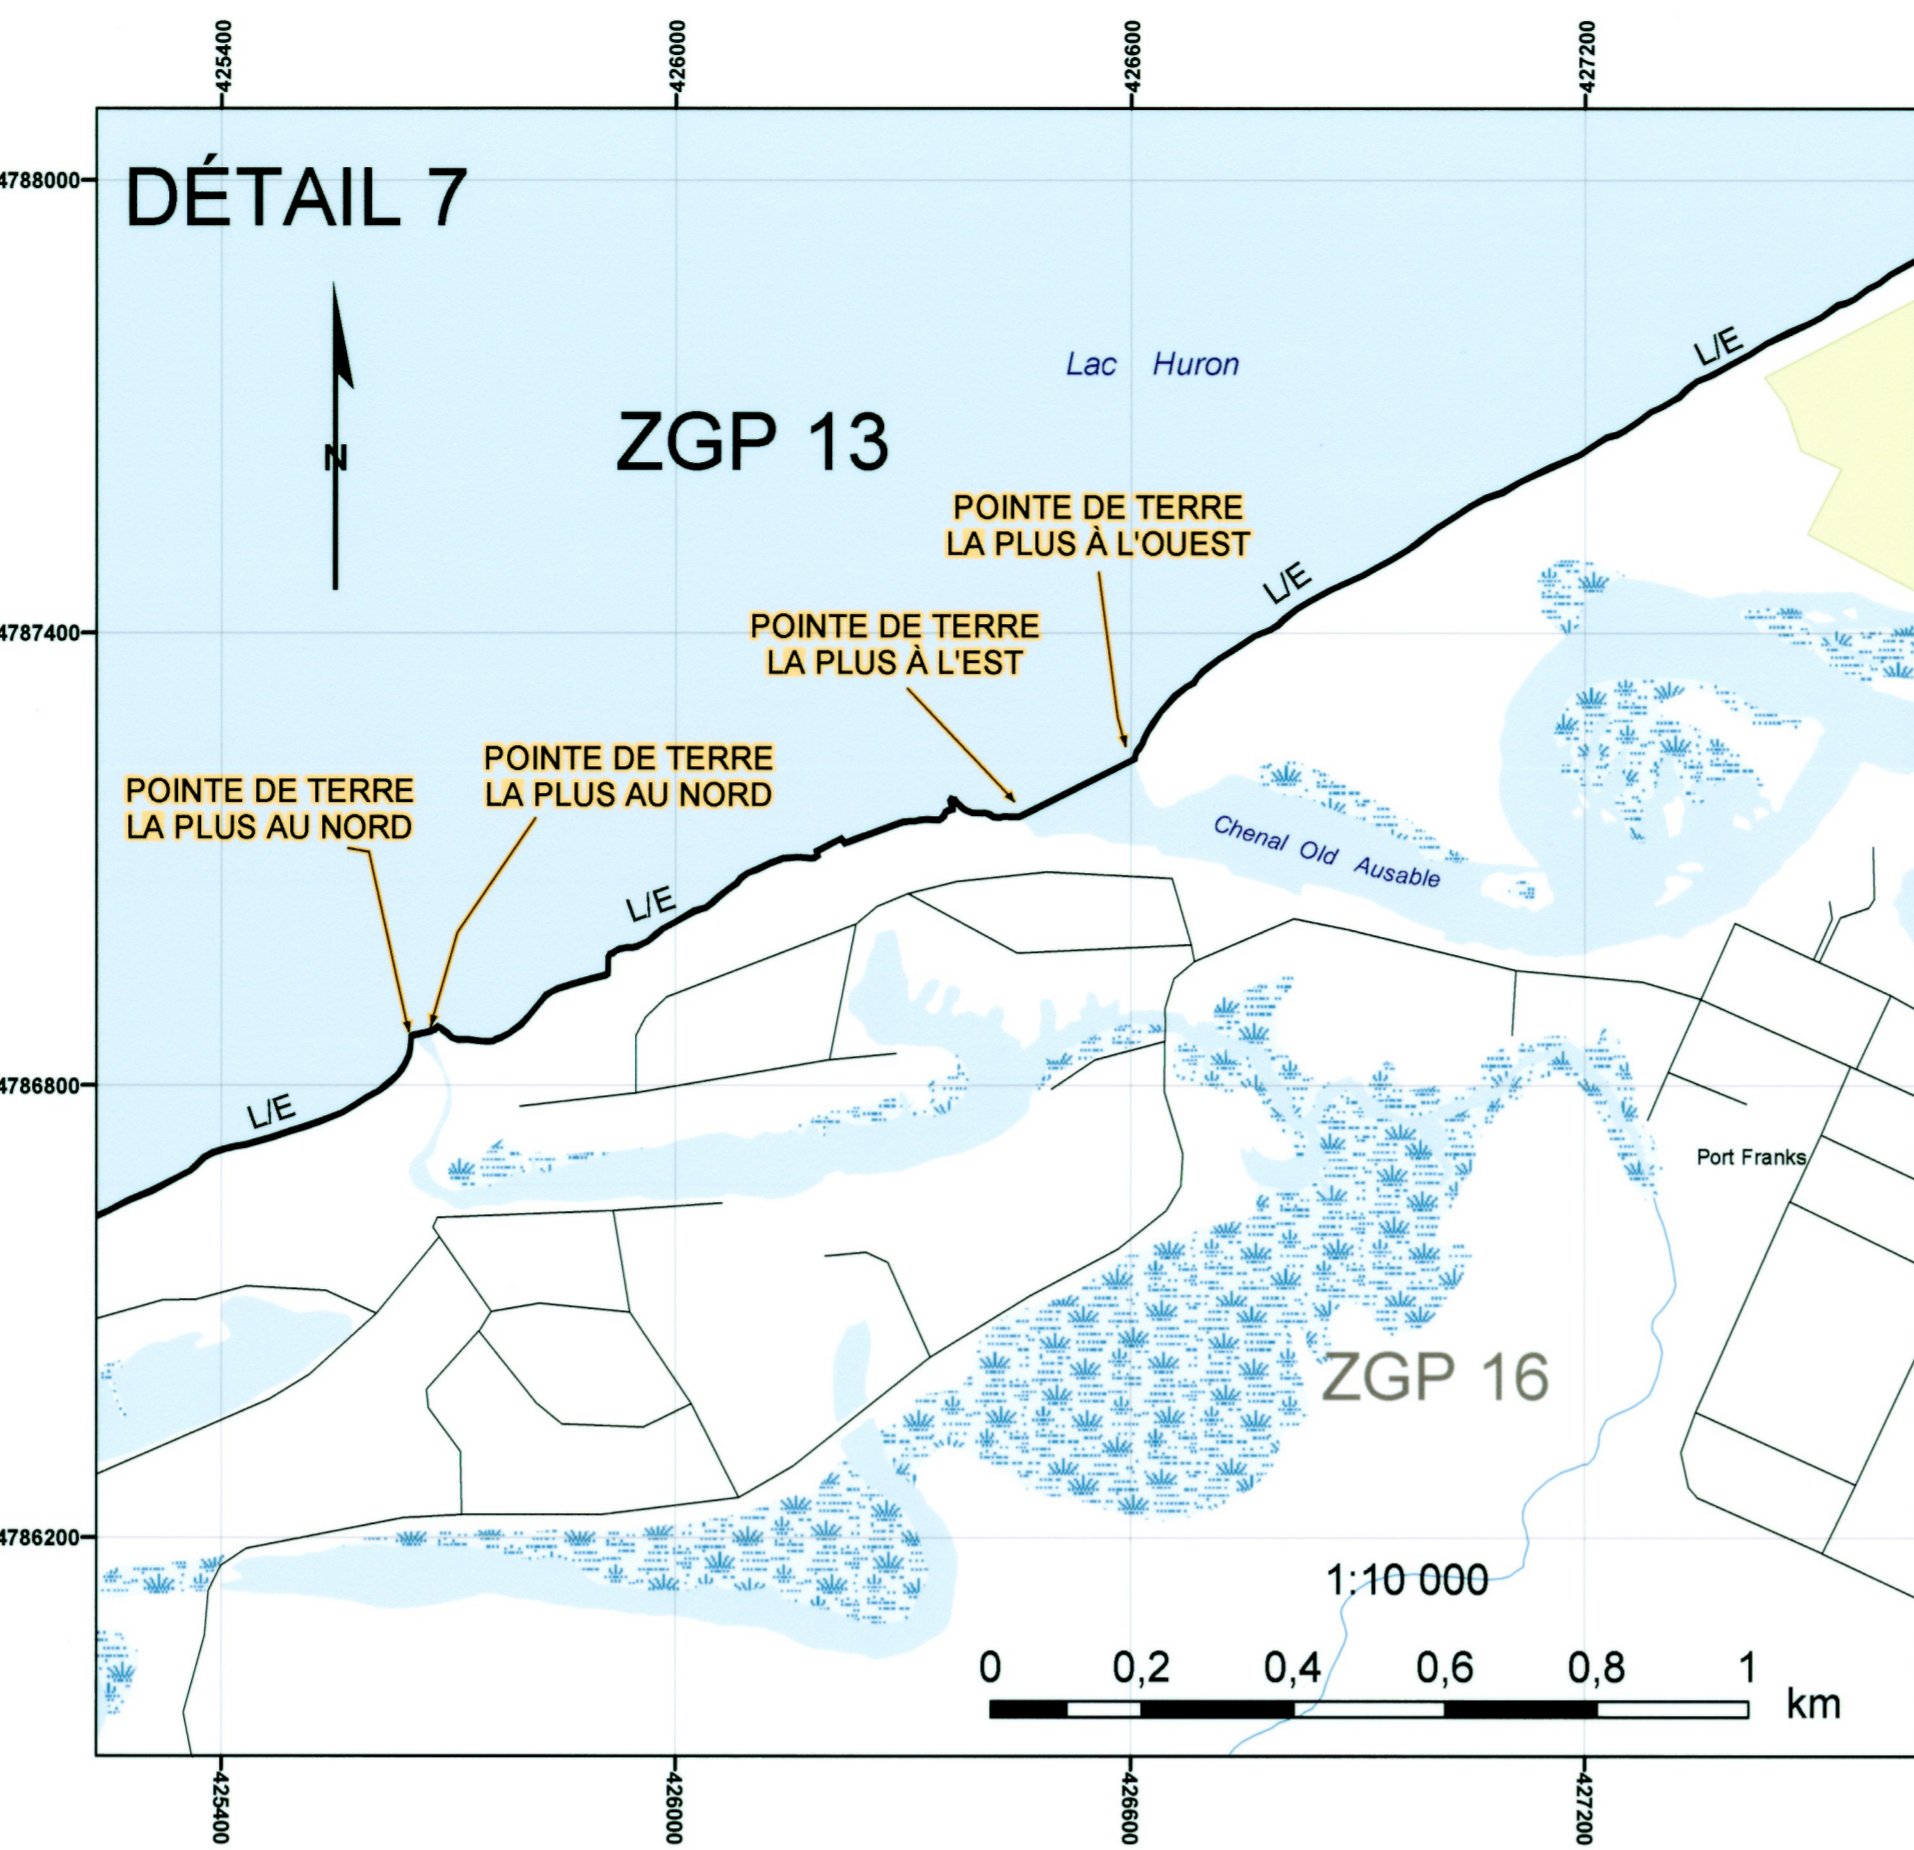 425400
426000
426600
427200
4788000
DÉTAIL 7
Lac Huron
L/E
ZGP 13
N
POINTE DE TERRE
LA PLUS À L'OUEST
L/E
4787400
POINTE DE TERRE
LA PLUS À L'EST
POINTE DE TERRE
LA PLUS AU NORD
POINTE DE TERRE
LA PLUS AU NORD
Chenal Old Ausable
L/E
4786800
L/E
Port Franks
ZGP 16
4786200
1:10 000
0 0,2 0,4 0,6 0,8 1
km
425400
426000
426600
427200